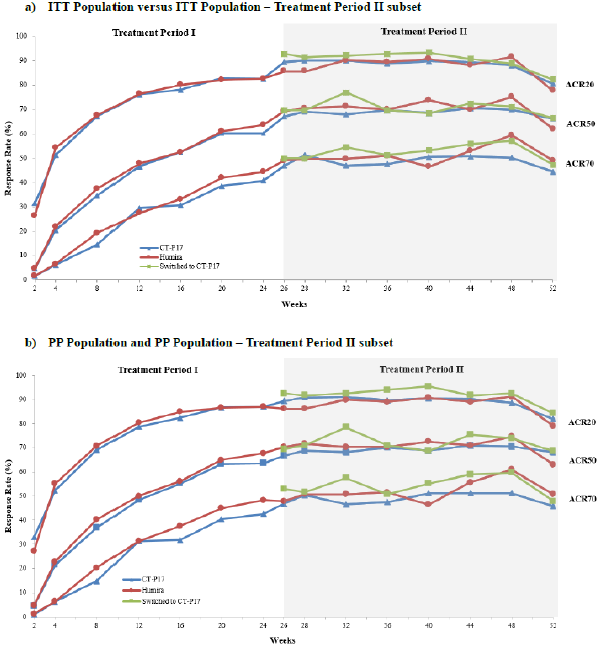 a) ITT Population versus ITT Population – Treatment Period II subset
Treatment Period I
Treatment Period II
Response Rate (%)
100
90
80
70
60
50
40
30
20
10
0
ACR20
ACR50
ACR70
CT-P17
Humira
Switched to CT-P17
2 4 8 12 16 20 24 26 28 32 36 40 44 48 52
Weeks
b) PP Population and PP Population – Treatment Period II subset
Treatment Period I
Treatment Period II
Response Rate (%)
100
90
80
70
60
50
40
30
20
10
0
ACR20
ACR50
ACR70
CT-P17
Humira
Switched to CT-P17
2 4 8 12 16 20 24 26 28 32 36 40 44 48 52
Weeks